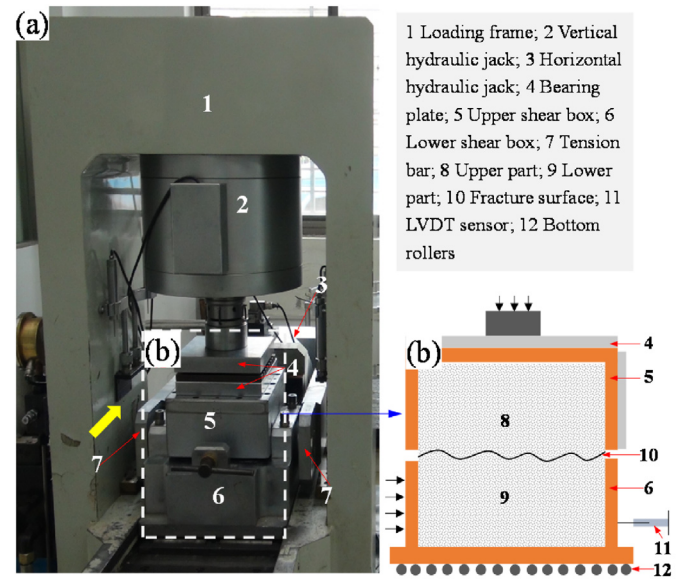 (a)
1 Loading frame; 2 Vertical
hydraulic jack; 3 Horizontal
hydraulic jack; 4 Bearing
plate; 5 Upper shear box; 6
Lower shear box; 7 Tension
bar; 8 Upper part; 9 Lower
part; 10 Fracture surface; 11
LVDT sensor; 12 Bottom
rollers
1
2
3
(b)
4
5
6
7
7
(b)
4
5
8
10
9
6
11
12